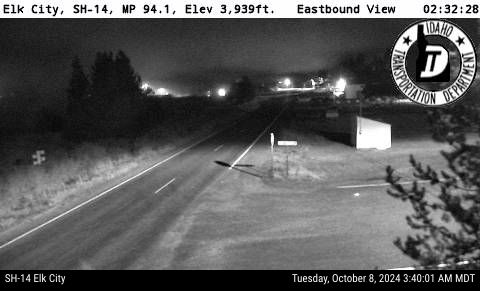 Elk City, SH-14, MP 94.1, Elev 3,939ft.   Eastbound View   02:32:28
IDAHO
TRANSPORTATION DEPARTMENT
SH-14 Elk City   Tuesday, October 8, 2024 3:40:01 AM MDT